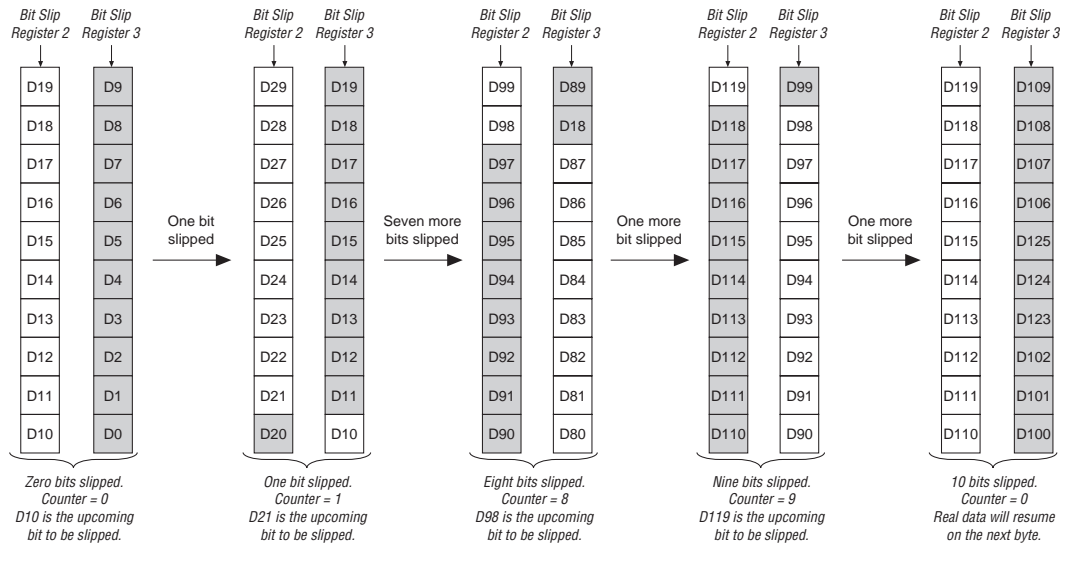 Bit Slip Register 2
Bit Slip Register 3
D19 D9
D18 D8
D17 D7
D16 D6
D15 D5
D14 D4
D13 D3
D12 D2
D11 D1
D10 D0
Zero bits slipped.
Counter = 0
D10 is the upcoming
bit to be slipped.
One bit
slipped
Bit Slip Register 2
Bit Slip Register 3
D29 D19
D28 D18
D27 D17
D26 D16
D25 D15
D24 D14
D23 D13
D22 D12
D21 D11
D20 D10
One bit slipped.
Counter = 1
D21 is the upcoming
bit to be slipped.
Seven more
bits slipped
Bit Slip Register 2
Bit Slip Register 3
D99 D89
D98 D18
D97 D87
D96 D86
D95 D85
D94 D84
D93 D83
D92 D82
D91 D81
D90 D80
Eight bits slipped.
Counter = 8
D98 is the upcoming
bit to be slipped.
One more
bit slipped
Bit Slip Register 2
Bit Slip Register 3
D119 D99
D118 D98
D117 D97
D116 D96
D115 D95
D114 D94
D113 D93
D112 D92
D111 D91
D110 D90
Nine bits slipped.
Counter = 9
D119 is the upcoming
bit to be slipped.
One more
bit slipped
Bit Slip Register 2
Bit Slip Register 3
D119 D109
D118 D108
D117 D107
D116 D106
D115 D125
D114 D124
D113 D123
D112 D102
D111 D101
D110 D100
10 bits slipped.
Counter = 0
Real data will resume
on the next byte.